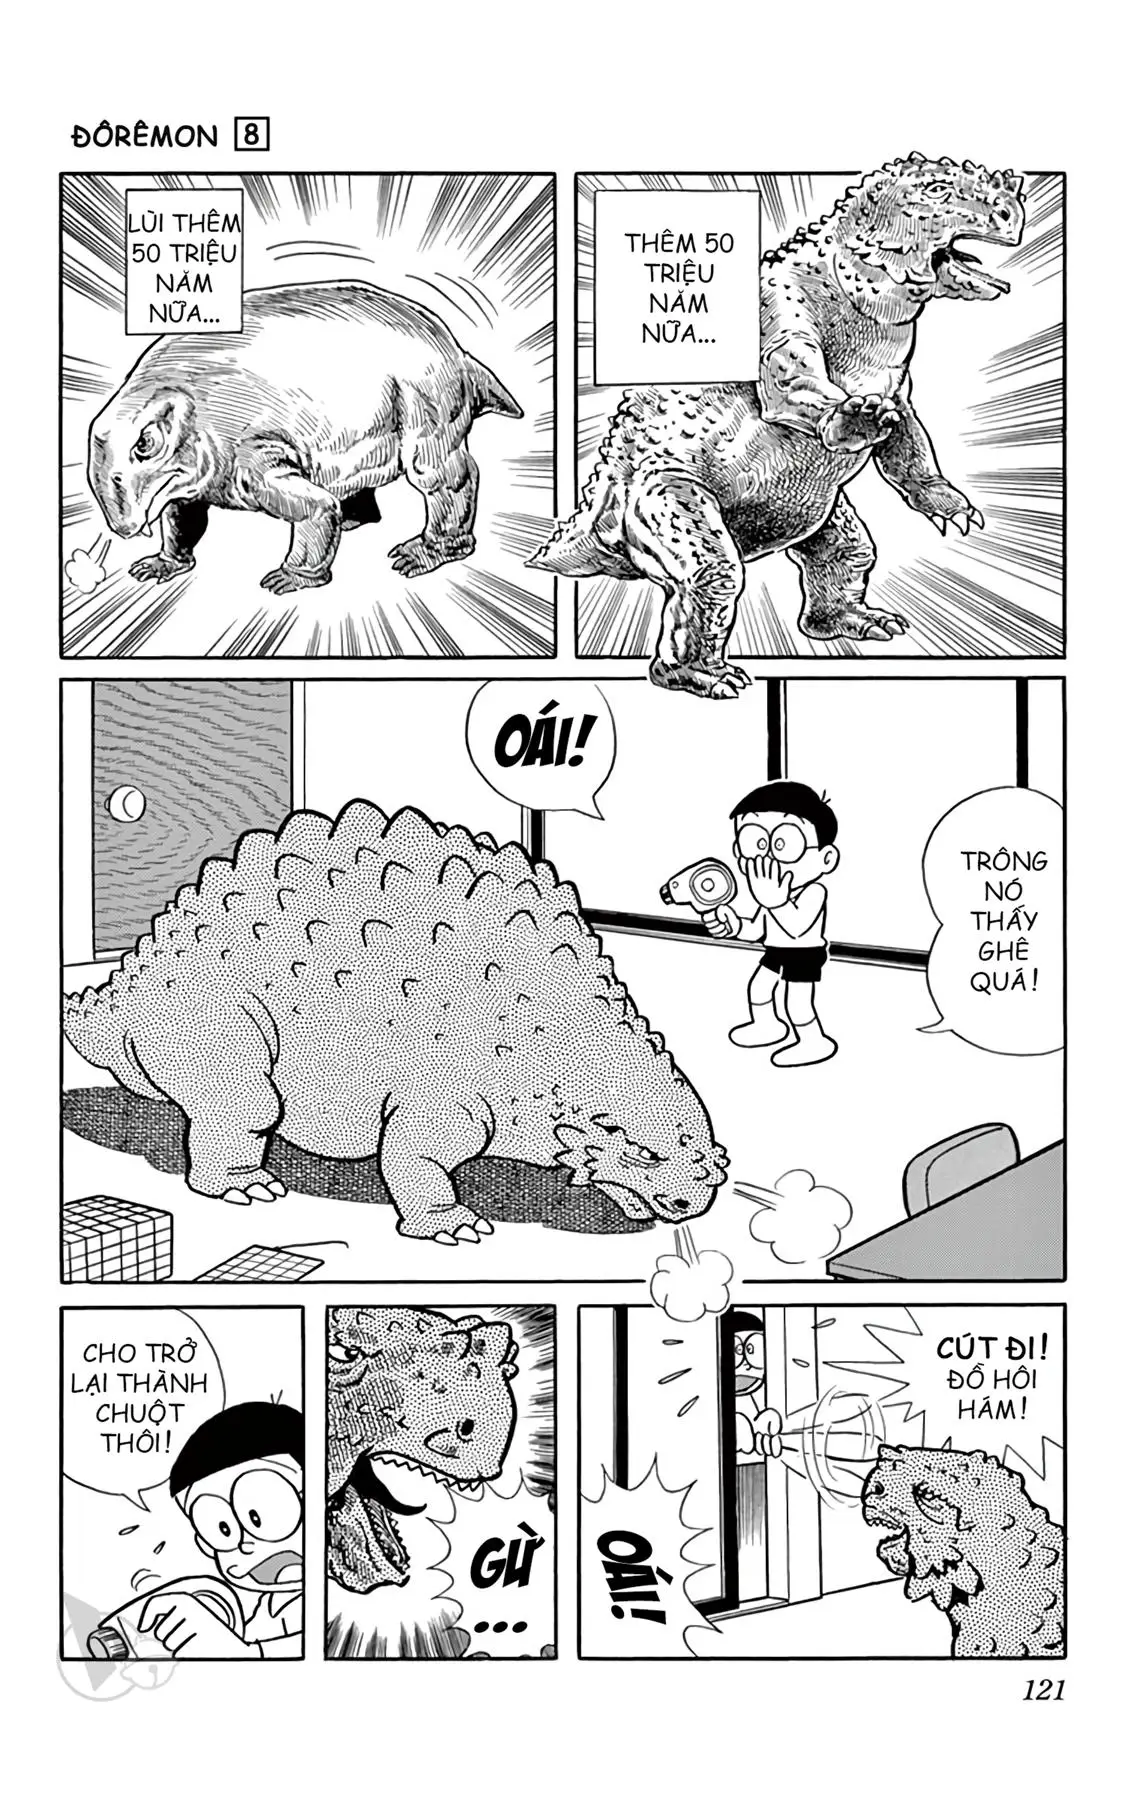 ĐÔRÊMON 8
LÙI THÊM
50 TRIỆU
NĂM
NỮA...
THÊM 50
TRIỆU
NĂM
NỮA...
OÁI!
TRÔNG
NÓ
THẤY
GHÊ
QUÁ!
CHO TRỞ
LẠI THÀNH
CHUỘT
THÔI!
GỪ
...
CÚT ĐI!
ĐỒ HÔI
HÁM!
OÁI!
121